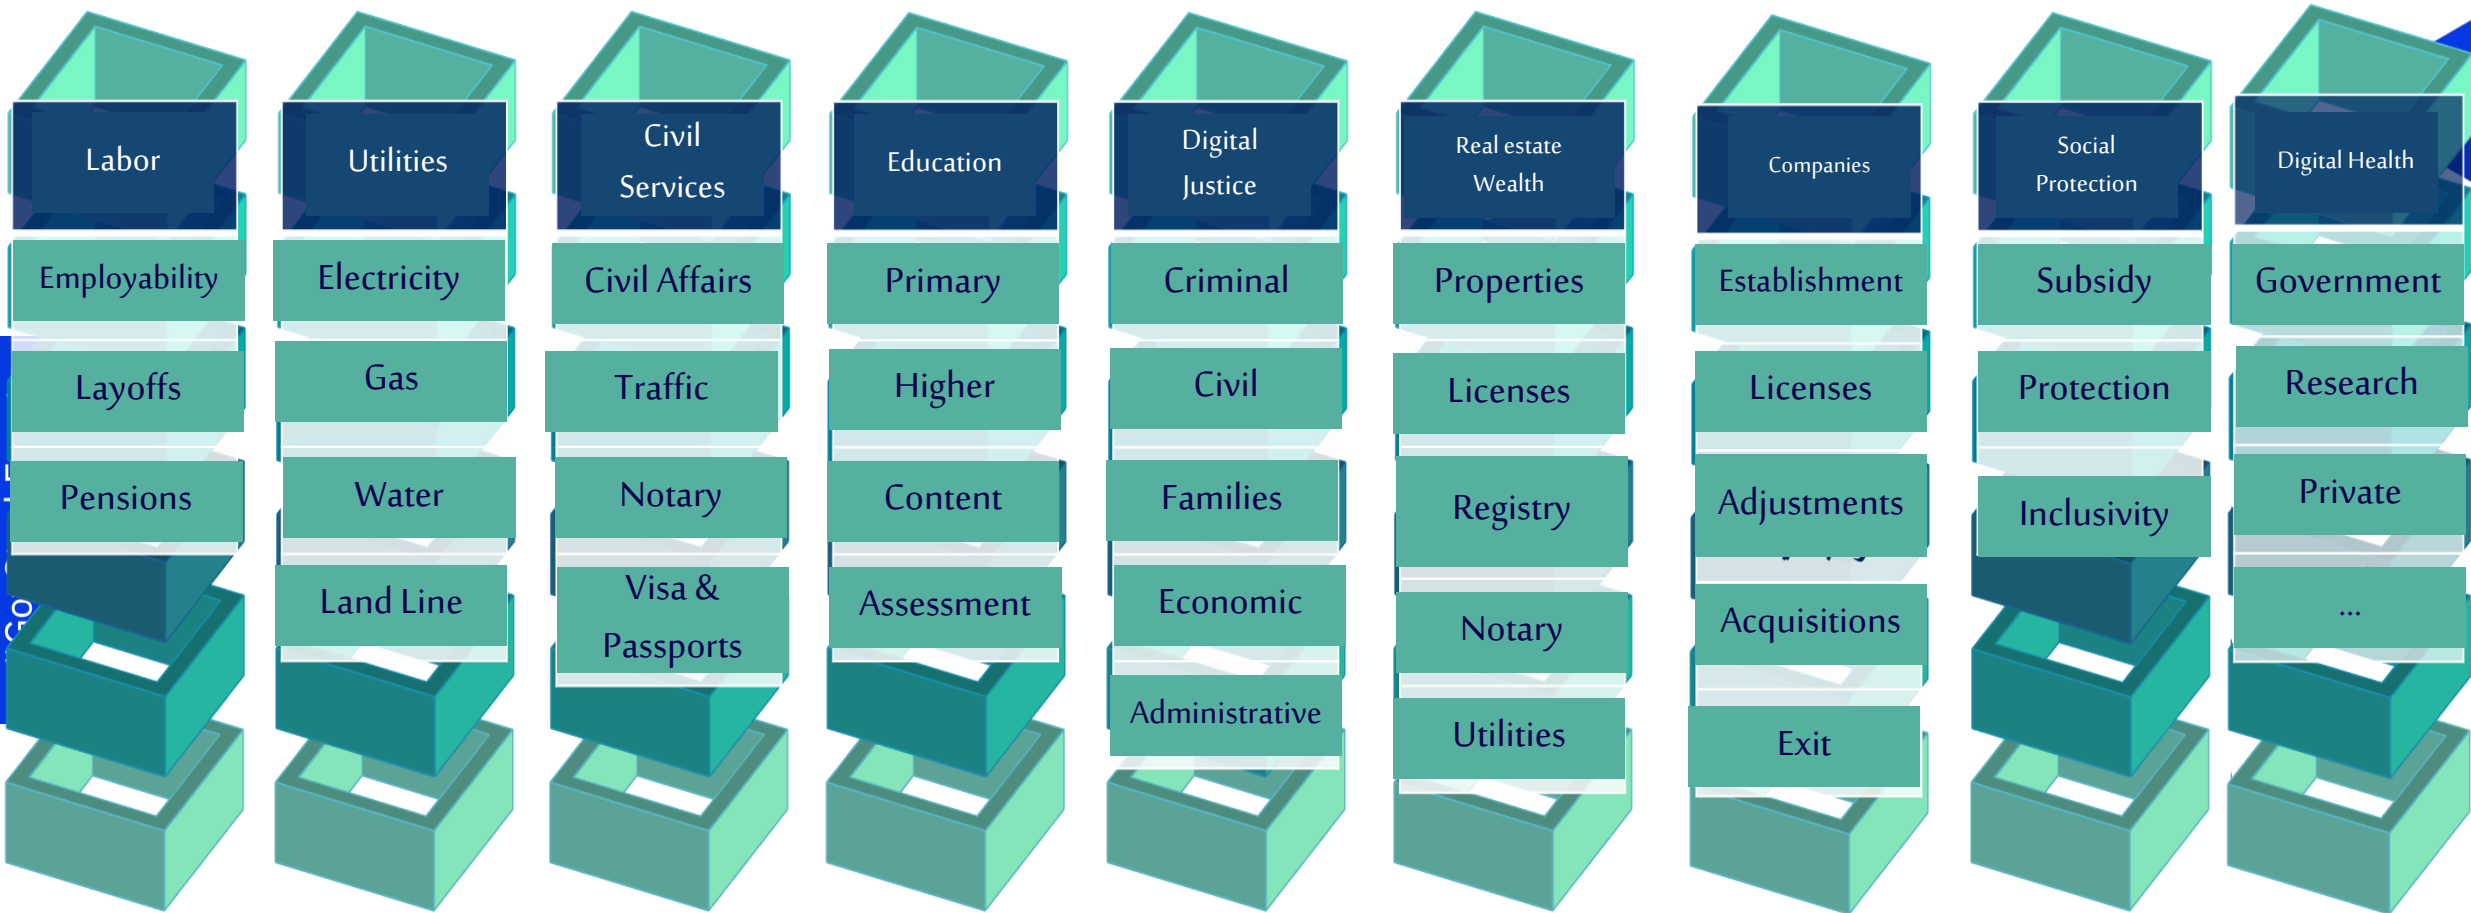 Labor
Employability
Layoffs
Pensions
Utilities
Electricity
Gas
Water
Land Line
Civil
Services
Civil Affairs
Traffic
Notary
Visa &
Passports
Education
Primary
Higher
Content
Assessment
Digital
Justice
Criminal
Civil
Families
Economic
Administrative
Real estate
Wealth
Properties
Licenses
Registry
Notary
Utilities
Companies
Establishment
Licenses
Adjustments
Acquisitions
Exit
Social
Protection
Subsidy
Protection
Inclusivity
Digital Health
Government
Research
Private
...